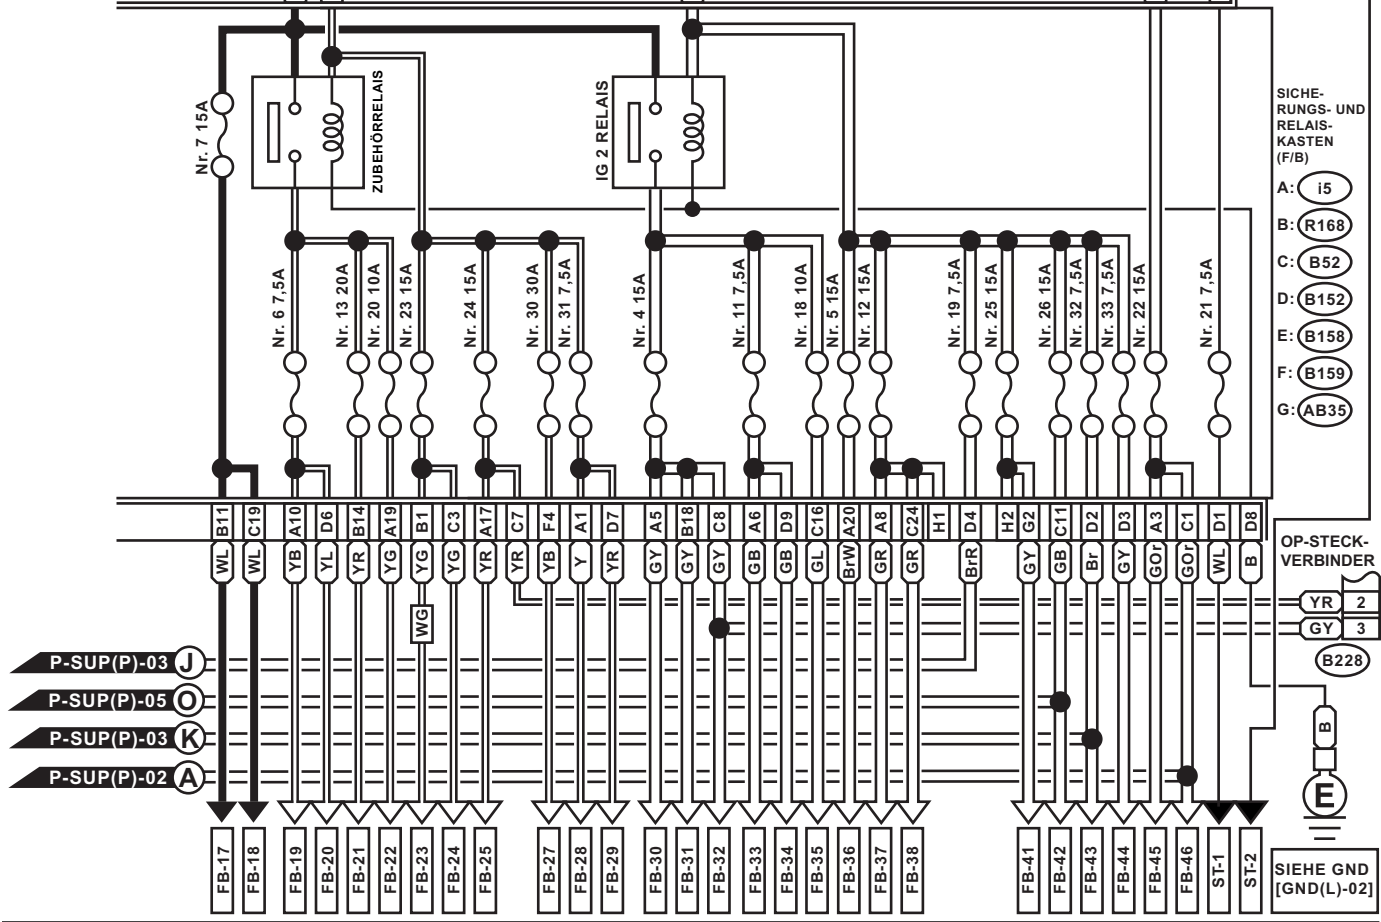 Nr. 7 15A
ZUBEHÖRRELAIS
IG 2 RELAIS
SICHE-
RUNGS- UND
RELAIS-
KASTEN
(F/B)
A: i5
B: R168
C: B52
D: B152
E: B158
F: B159
G: AB35
Nr. 6 7,5A
Nr. 13 20A
Nr. 20 10A
Nr. 23 15A
Nr. 24 15A
Nr. 30 30A
Nr. 31 7,5A
Nr. 4 15A
Nr. 11 7,5A
Nr. 18 10A
Nr. 5 15A
Nr. 12 15A
Nr. 19 7,5A
Nr. 25 15A
Nr. 26 15A
Nr. 32 7,5A
Nr. 33 7,5A
Nr. 22 15A
Nr. 21 7,5A
B11 C19 A10 D6 B14 A19 B1 C3 A17 C7 F4 A1 D7 A5 B18 C8 A6 D9 C16 A20 A8 C24 H1 D4 H2 G2 C11 D2 D3 A3 C1 D1 D8
WL WL YB YL YR YG YG YG YR YR YB Y YR GY GY GY GB GB GL BrW GR GR BrR GY GB Br GY GOr GOr WL B
OP-STECK-
VERBINDER
YR 2
GY 3
B228
WG
P-SUP(P)-03 J
P-SUP(P)-05 O
P-SUP(P)-03 K
P-SUP(P)-02 A
B
E
FB-17 FB-18 FB-19 FB-20 FB-21 FB-22 FB-23 FB-24 FB-25 FB-27 FB-28 FB-29 FB-30 FB-31 FB-32 FB-33 FB-34 FB-35 FB-36 FB-37 FB-38 FB-41 FB-42 FB-43 FB-44 FB-45 FB-46 ST-1 ST-2
SIEHE GND
[GND(L)-02]